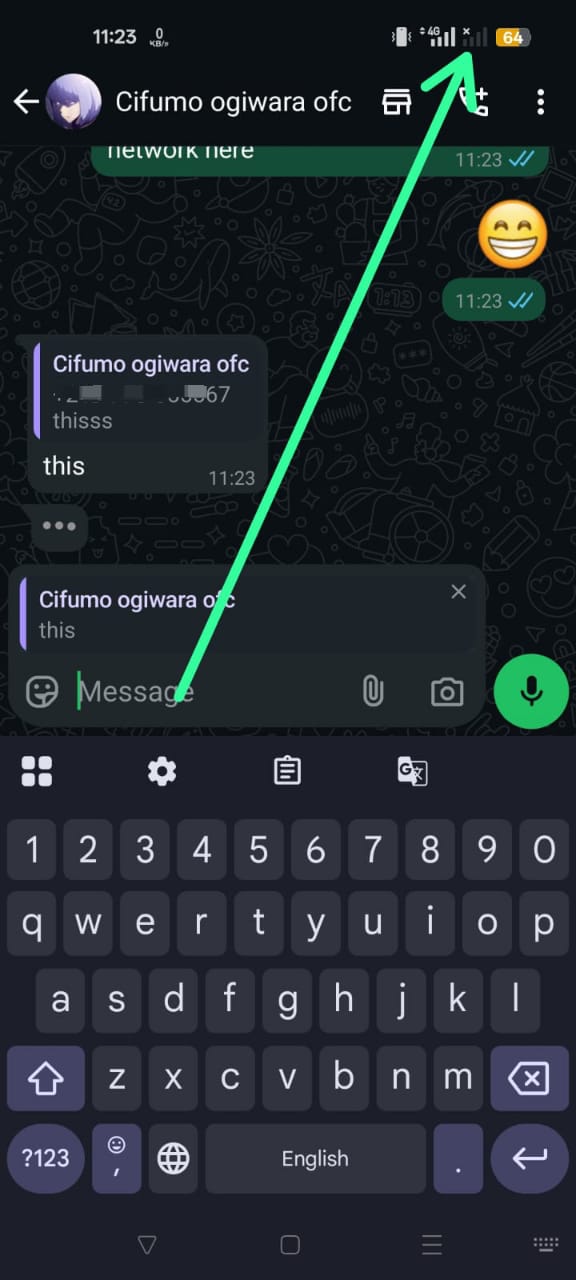 11:23 0 KB/s 4G 64
Cifumo ogiwara ofc
network here
11:23
11:23
Cifumo ogiwara ofc
thisss
this
11:23
Cifumo ogiwara ofc
this
Message
1 2 3 4 5 6 7 8 9 0
q w e r t y u i o p
a s d f g h j k l
z x c v b n m
?123 , English .